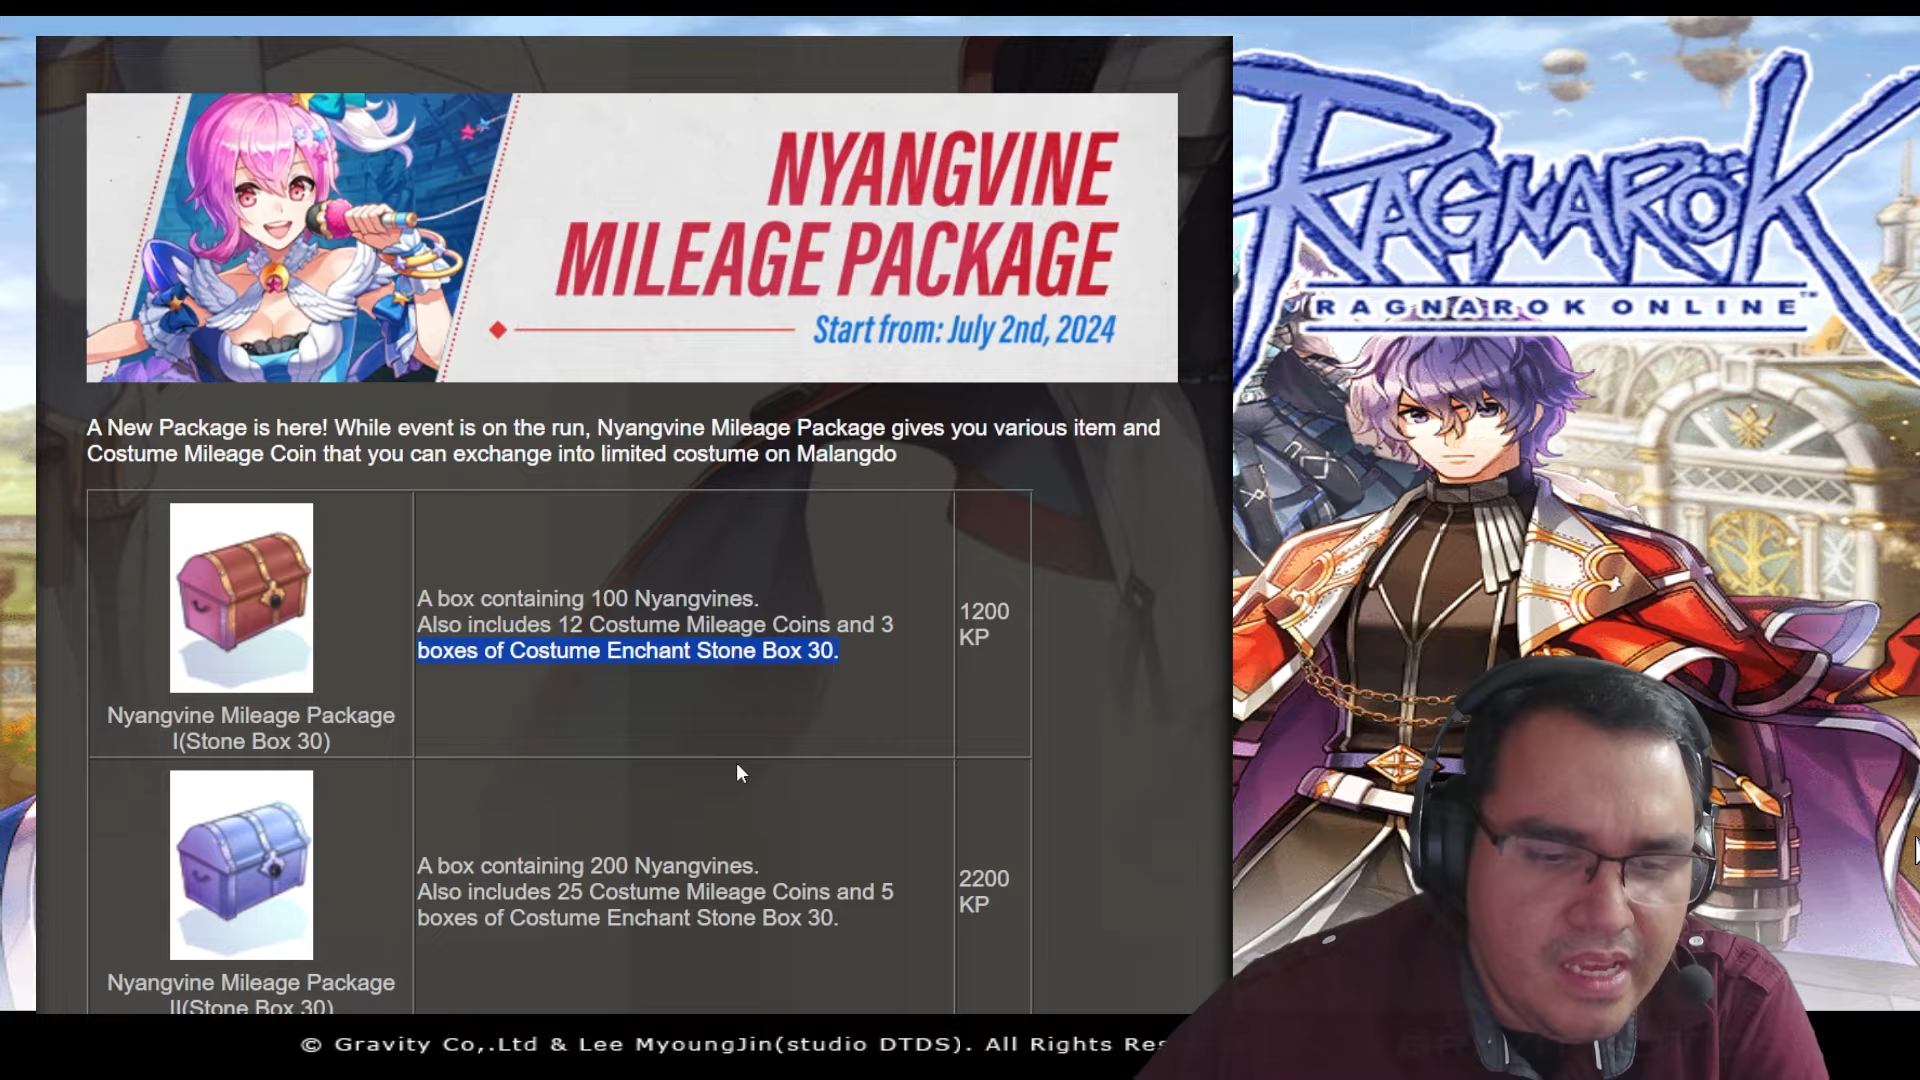 NYANGVINE
MILEAGE PACKAGE
Start from: July 2nd, 2024
A New Package is here! While event is on the run, Nyangvine Mileage Package gives you various item and
Costume Mileage Coin that you can exchange into limited costume on Malangdo
A box containing 100 Nyangvines.
Also includes 12 Costume Mileage Coins and 3
boxes of Costume Enchant Stone Box 30.
1200
KP
Nyangvine Mileage Package
I(Stone Box 30)
A box containing 200 Nyangvines.
Also includes 25 Costume Mileage Coins and 5
boxes of Costume Enchant Stone Box 30.
2200
KP
Nyangvine Mileage Package
II(Stone Box 30)
RAGNARÖK
RAGNAROK ONLINE™
© Gravity Co,.Ltd & Lee MyoungJin(studio DTDS). All Rights Res